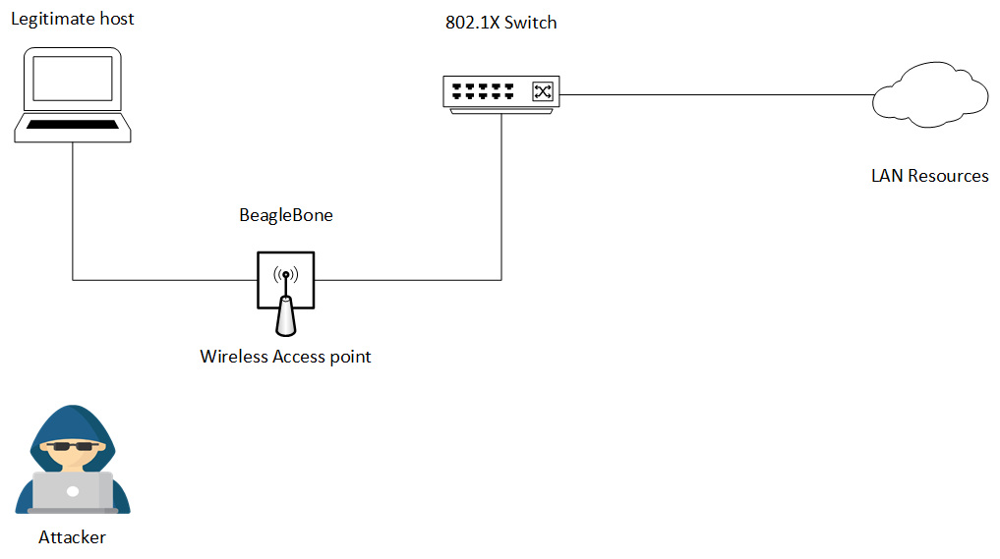 Legitimate host
802.1X Switch
LAN Resources
BeagleBone
Wireless Access point
Attacker